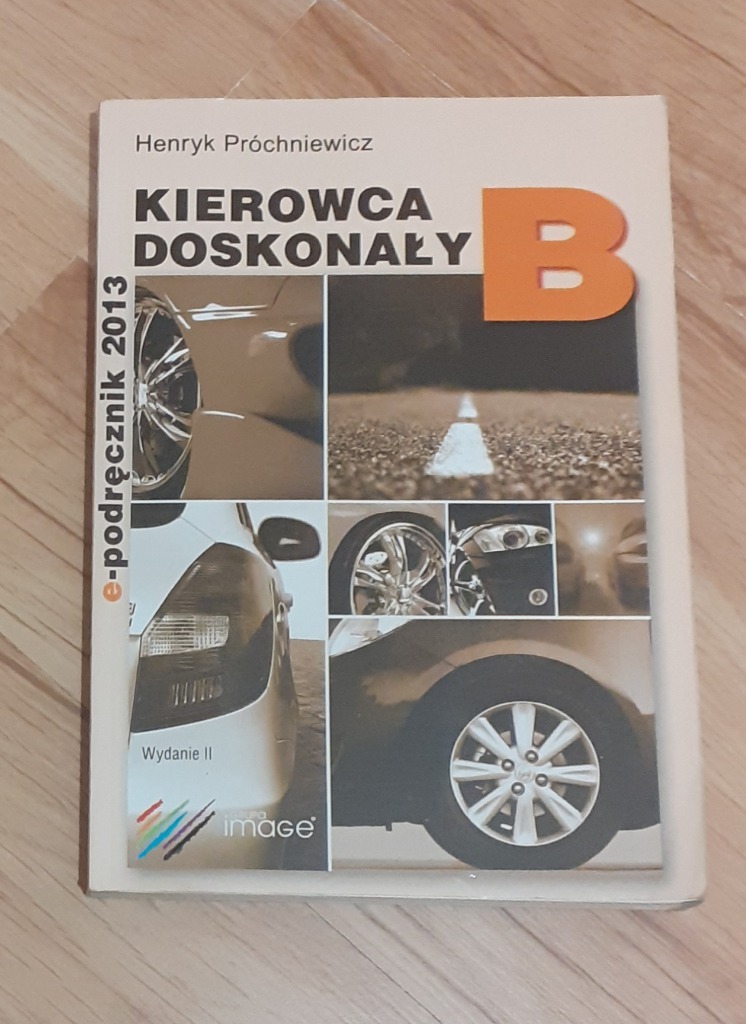 Henryk Próchniewicz
KIEROWCA
DOSKONAŁY
B
e-podręcznik 2013
Wydanie II
image®